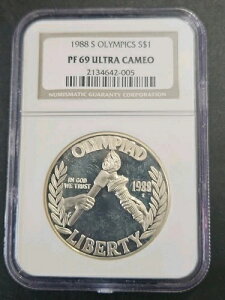 1988 S OLYMPICS S$1
PF 69 ULTRA CAMEO
2134642-005
NUMISMATIC GUARANTY CORPORATION
OLYMPIAD
IN GOD
WE TRUST
1988
S
LIBERTY